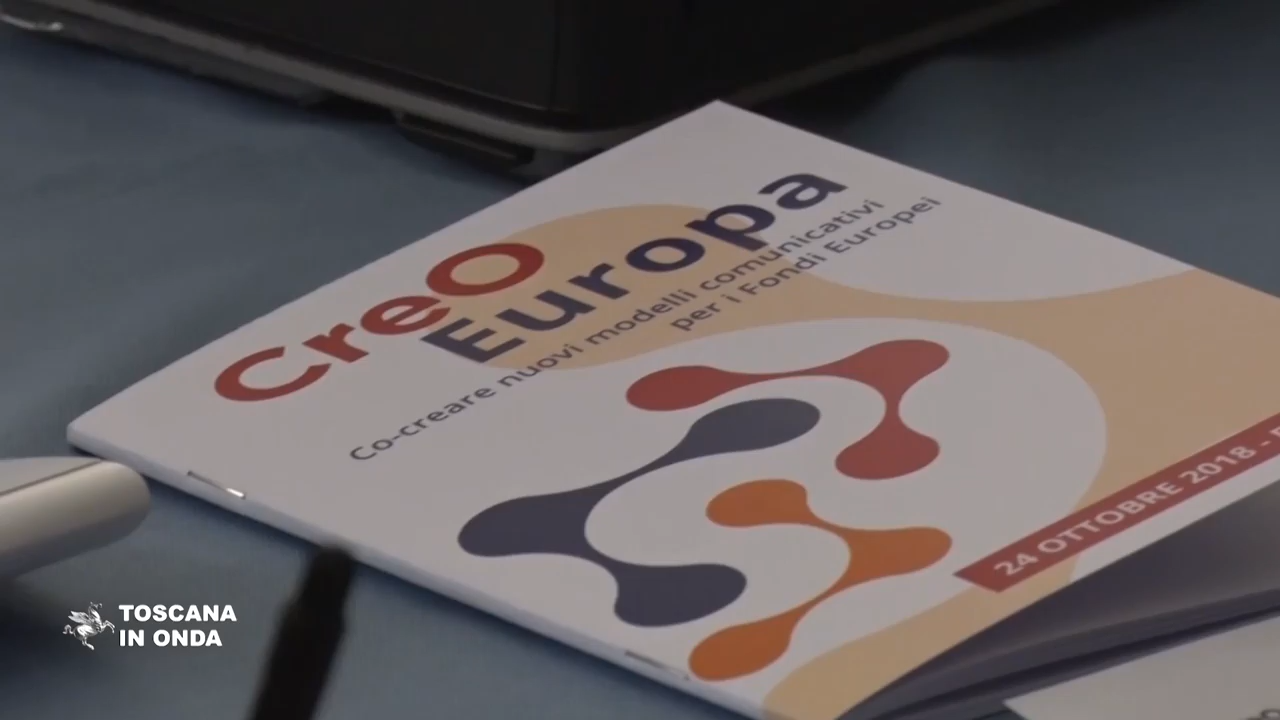 CreO
Europa
Co-creare nuovi modelli comunicativi
per i Fondi Europei
24 OTTOBRE 2018 -
TOSCANA
IN ONDA